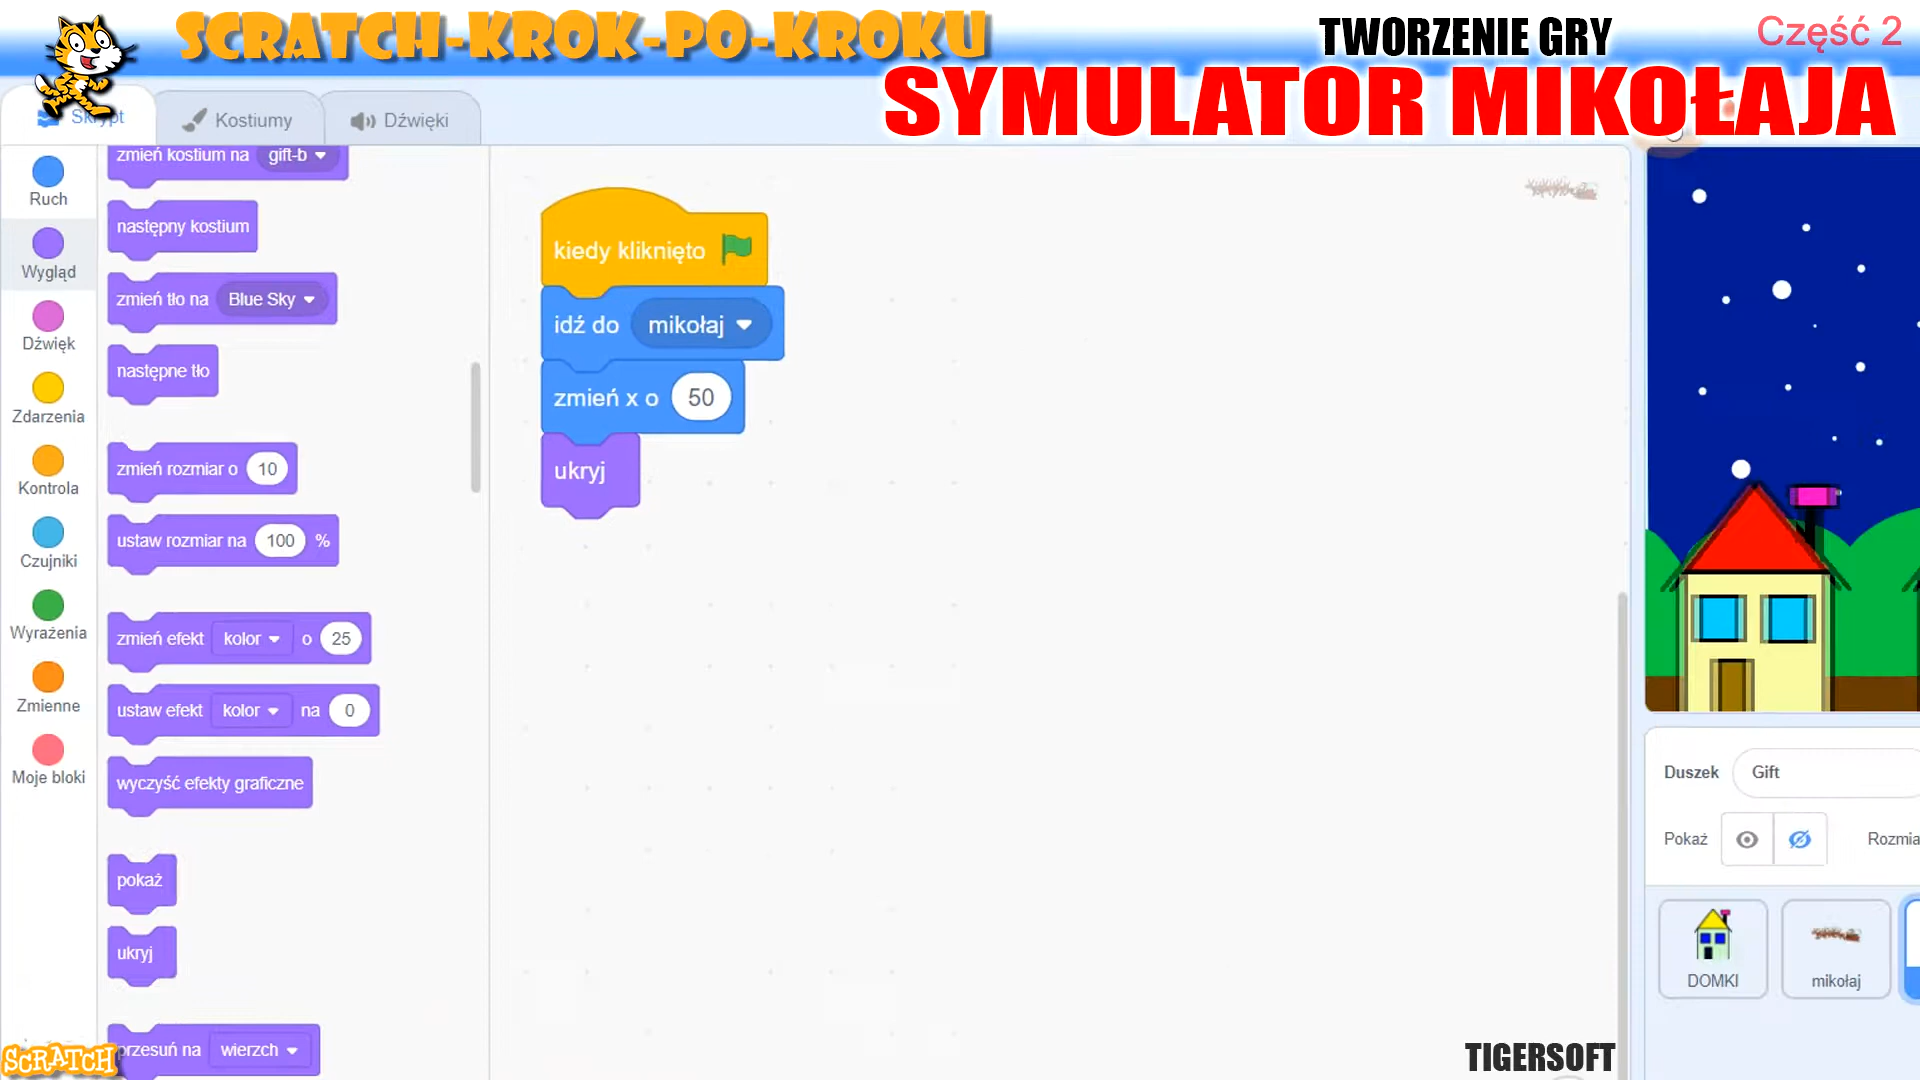 SCRATCH-KROK-PO-KROKU
TWORZENIE GRY
Część 2
SYMULATOR MIKOŁAJA
Skrypt
Kostiumy
Dźwięki
Ruch
Wygląd
Dźwięk
Zdarzenia
Kontrola
Czujniki
Wyrażenia
Zmienne
Moje bloki
zmień kostium na gift-b
następny kostium
zmień tło na Blue Sky
następne tło
zmień rozmiar o 10
ustaw rozmiar na 100 %
zmień efekt kolor o 25
ustaw efekt kolor na 0
wyczyść efekty graficzne
pokaż
ukryj
przesuń na wierzch
kiedy kliknięto
idź do mikołaj
zmień x o 50
ukryj
Duszek Gift
Pokaż
Rozmia
DOMKI
mikołaj
SCRATCH
TIGERSOFT